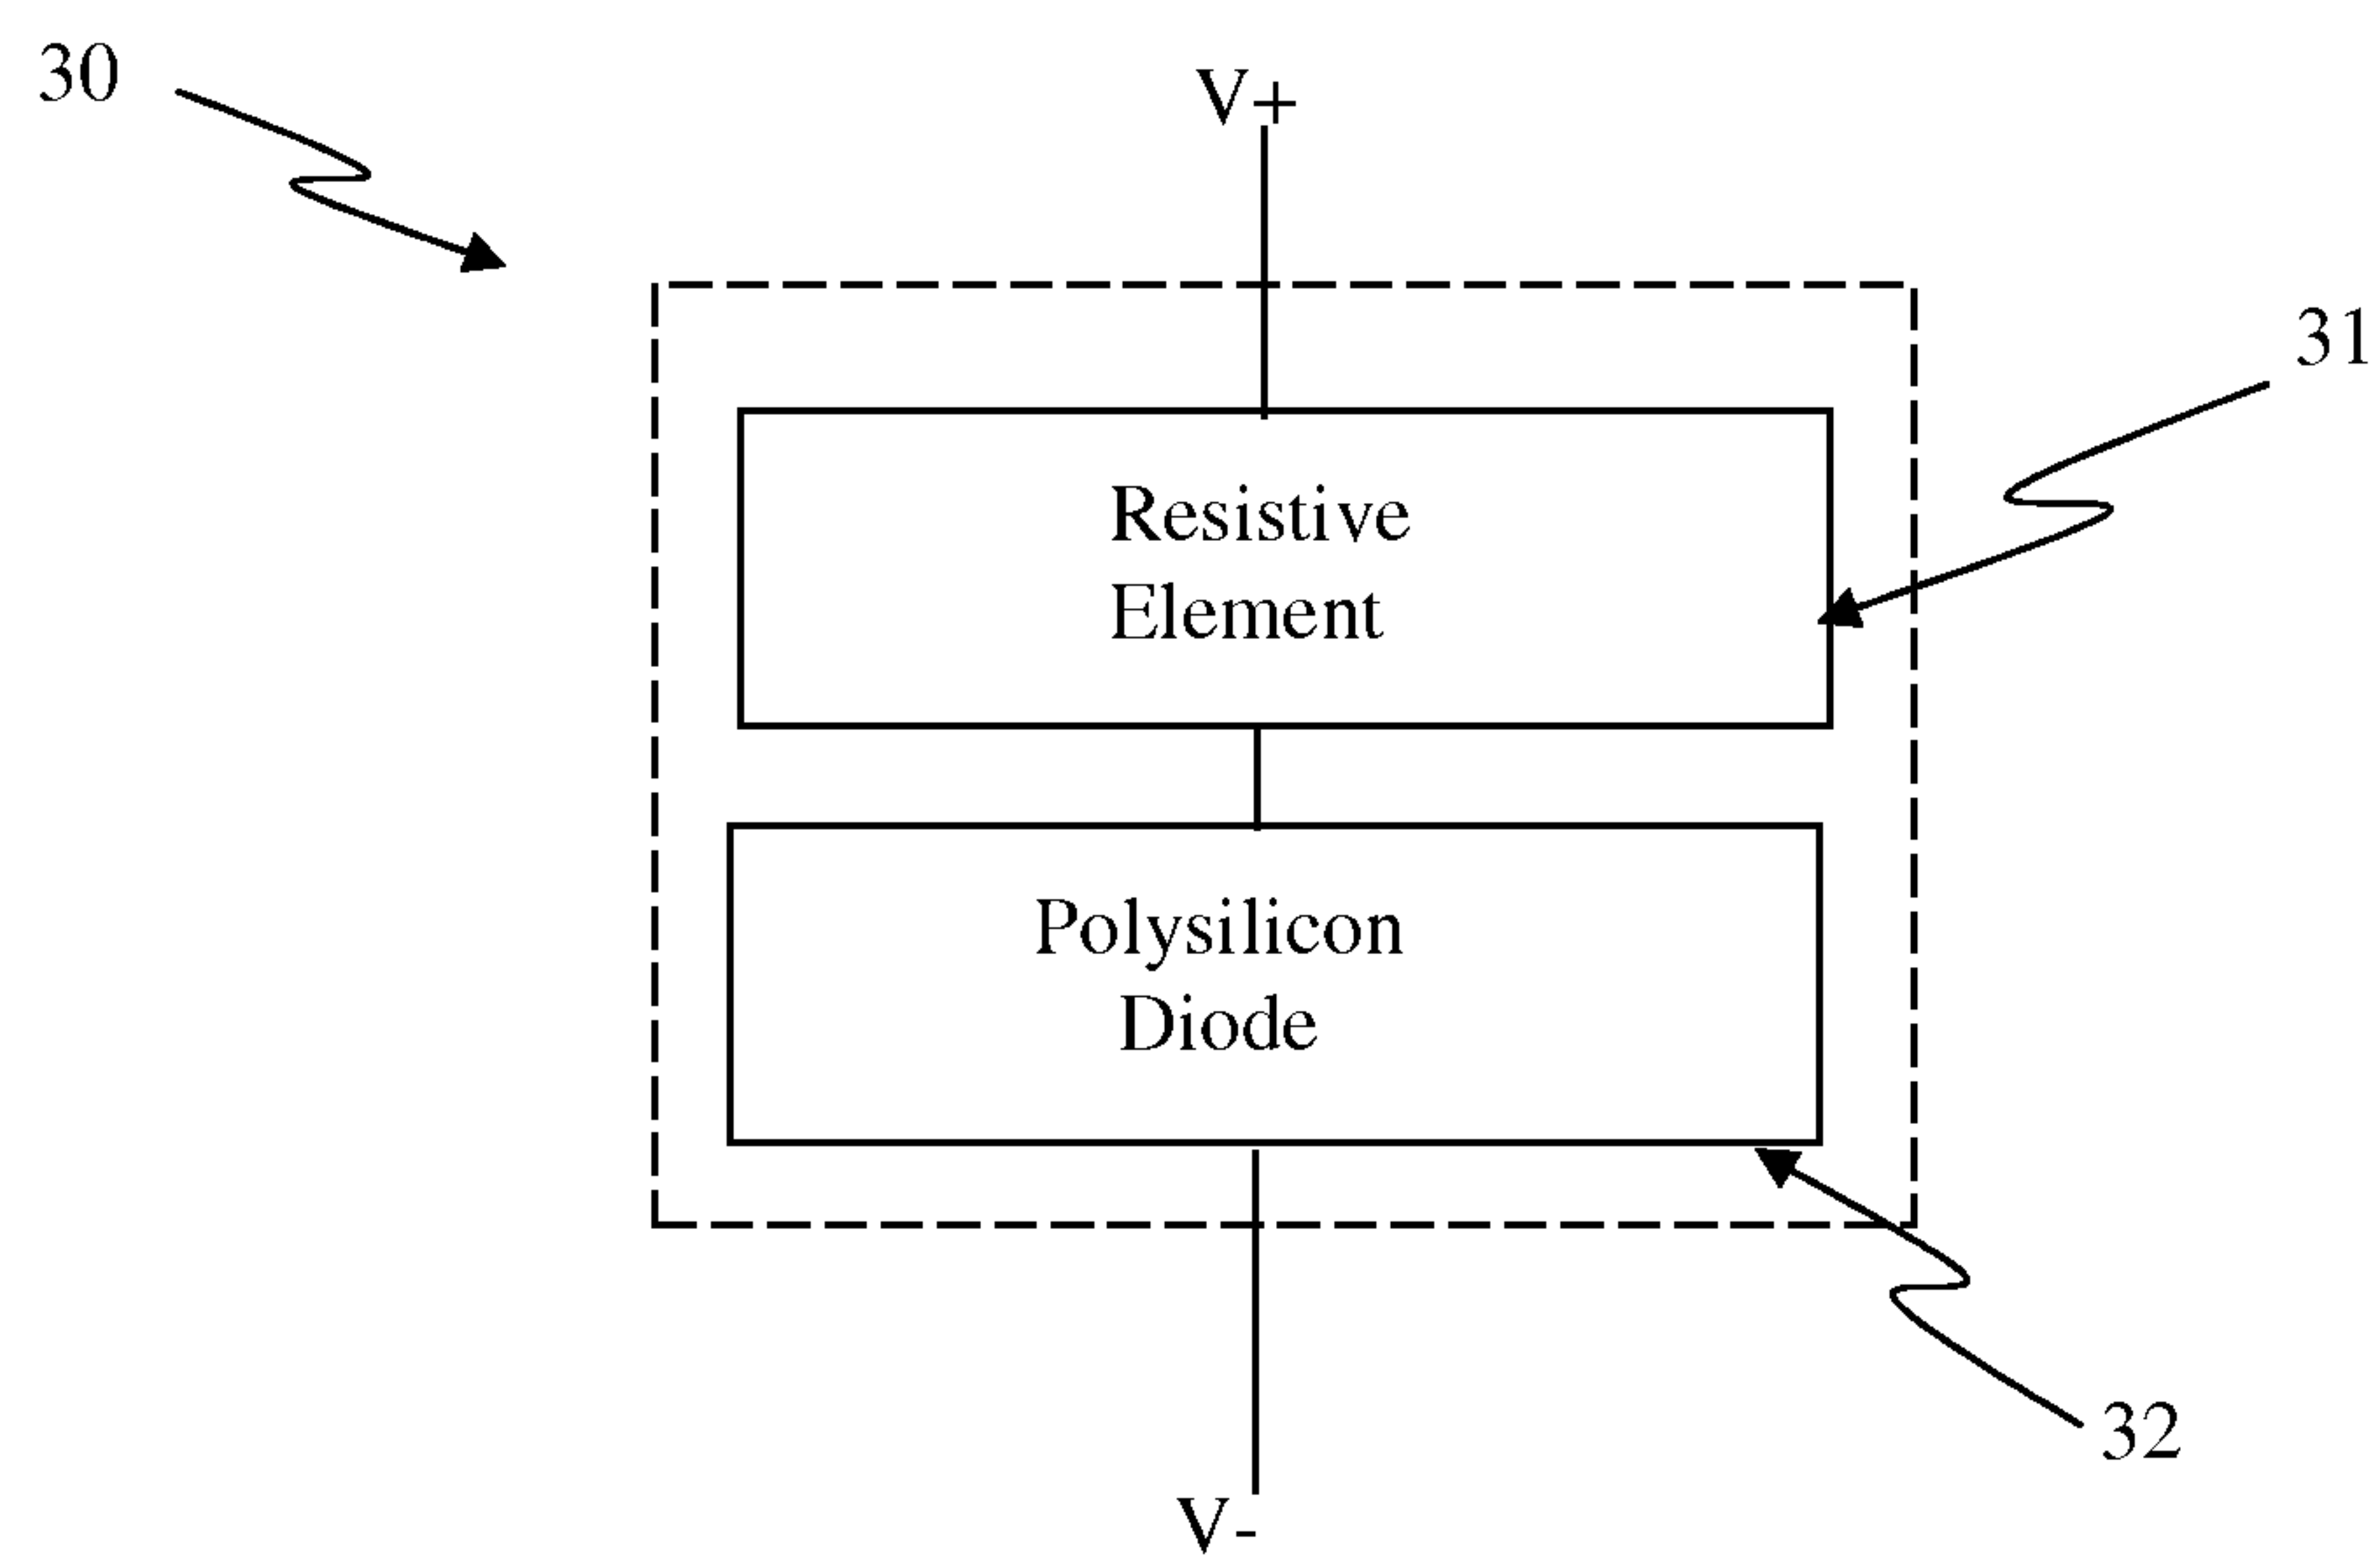 30
V+
31
Resistive
Element
Polysilicon
Diode
32
V-